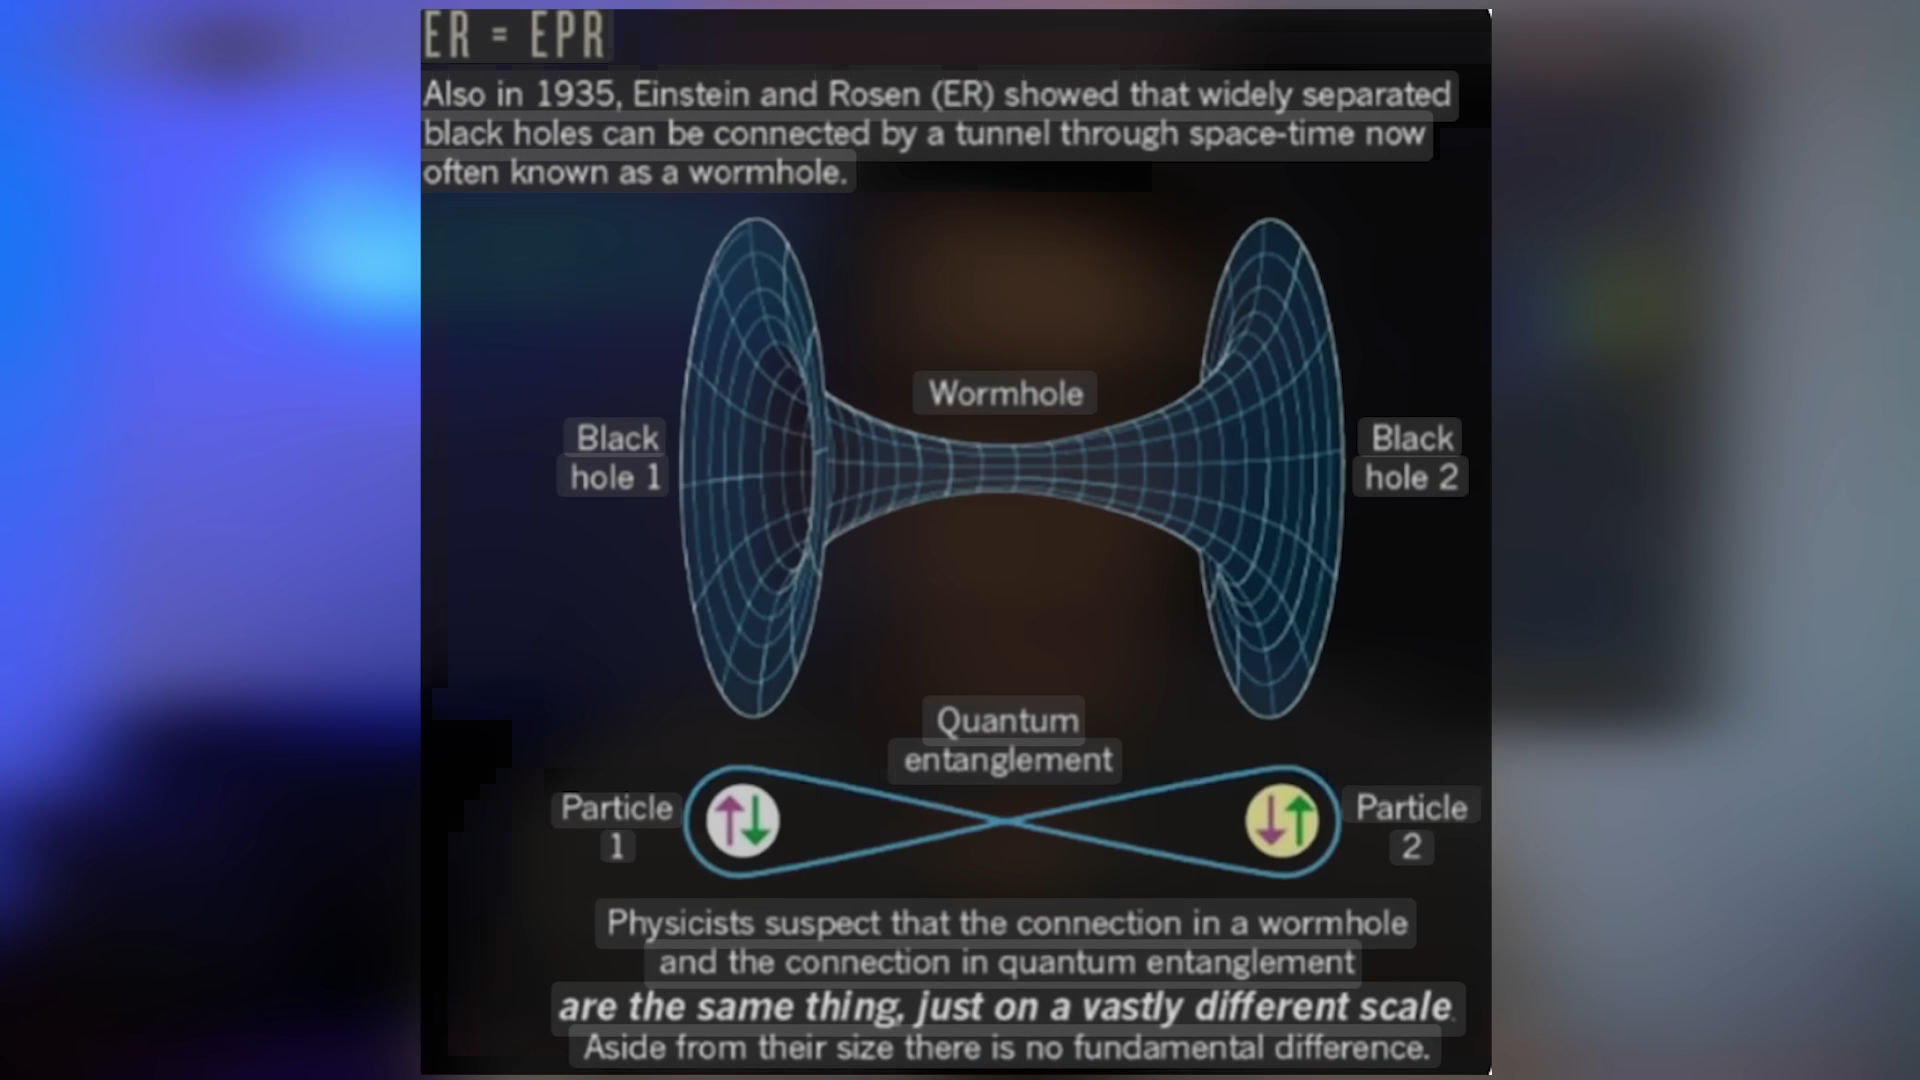 ER = EPR
Also in 1935, Einstein and Rosen (ER) showed that widely separated
black holes can be connected by a tunnel through space-time now
often known as a wormhole.
Wormhole
Black
hole 1
Black
hole 2
Quantum
entanglement
Particle
1
Particle
2
Physicists suspect that the connection in a wormhole
and the connection in quantum entanglement
are the same thing, just on a vastly different scale.
Aside from their size there is no fundamental difference.